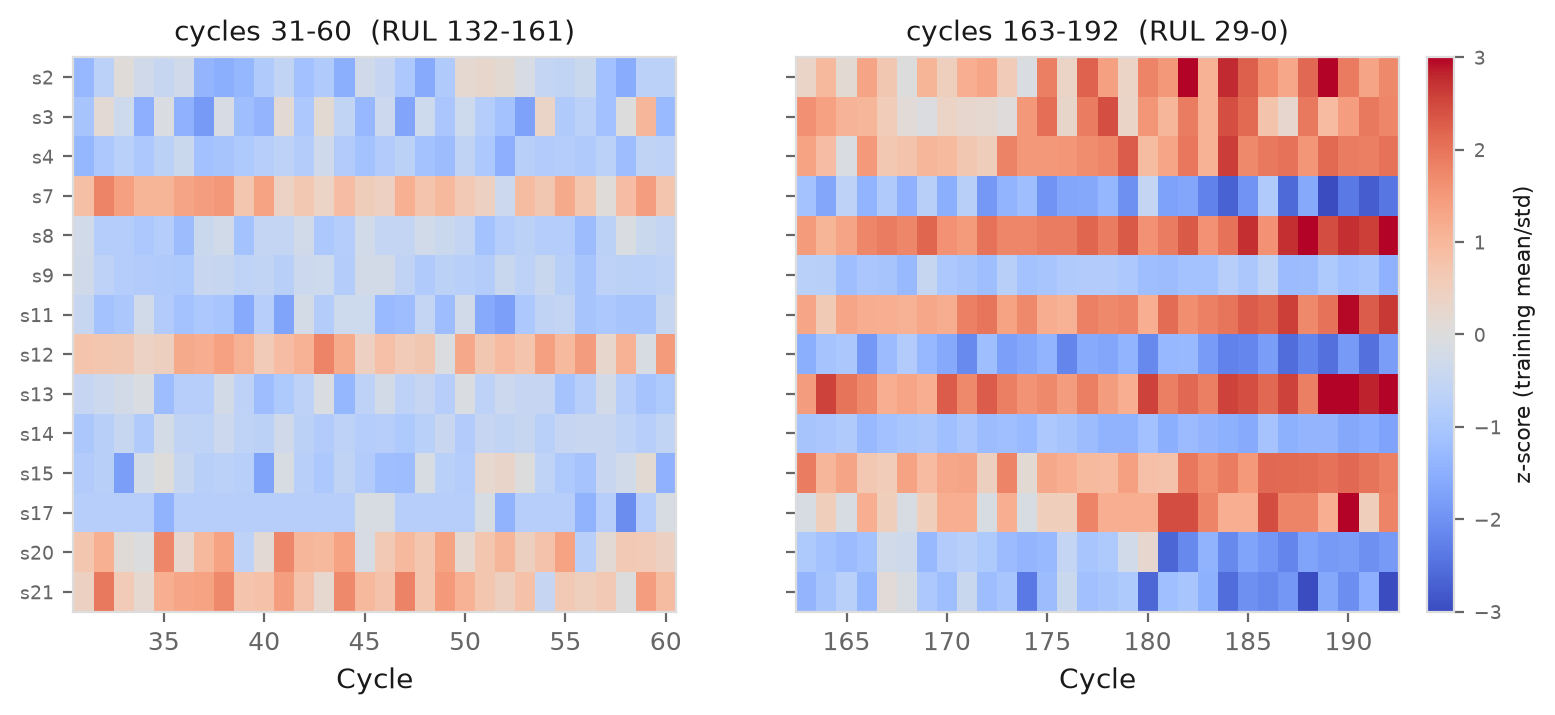 cycles 31-60 (RUL 132-161)
cycles 163-192 (RUL 29-0)
s2
s3
s4
s7
s8
s9
s11
s12
s13
s14
s15
s17
s20
s21
35 40 45 50 55 60
165 170 175 180 185 190
Cycle
Cycle
3
2
1
0
−1
−2
−3
z-score (training mean/std)